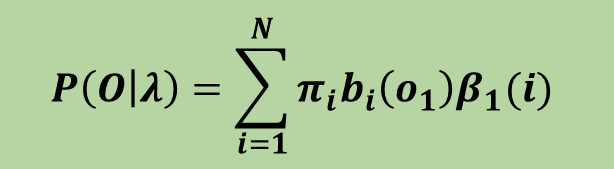 P(O|λ) = ∑_{i=1}^{N} π_i b_i(o_1)β_1(i)